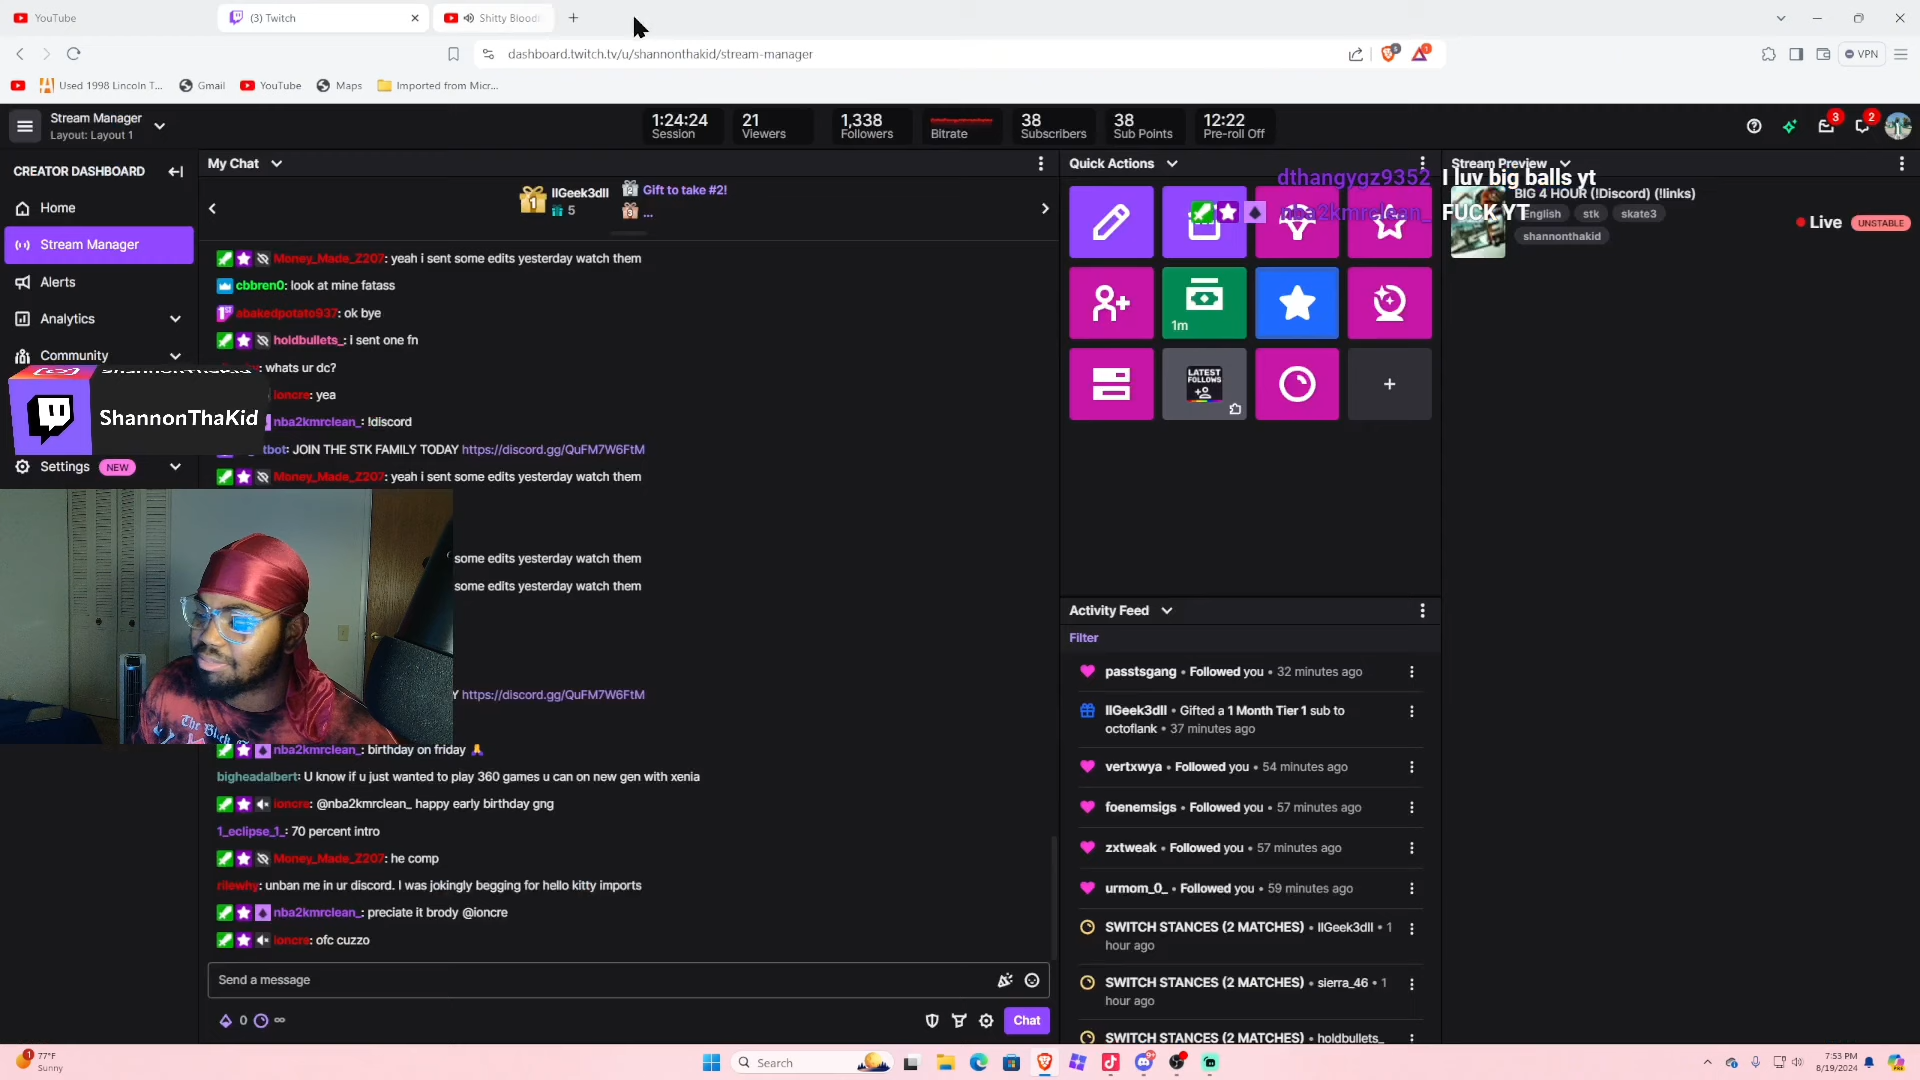 YouTube
(3) Twitch
Shitty Blood
dashboard.twitch.tv/u/shannonthakid/stream-manager
VPN
Used 1998 Lincoln T...
Gmail
YouTube
Maps
Imported from Micr...
Stream Manager
Layout: Layout 1
1:24:24
Session
21
Viewers
1,338
Followers
Bitrate
38
Subscribers
38
Sub Points
12:22
Pre-roll Off
3
2
CREATOR DASHBOARD
Home
Stream Manager
Alerts
Analytics
Community
ShannonThaKid
Settings NEW
My Chat
1 llGeek3dll
5
Gift to take #2!
...
Money_Made_Z207: yeah i sent some edits yesterday watch them
cbbren0: look at mine fatass
abakedpotato937: ok bye
holdbullets_: i sent one fn
: whats ur dc?
ioncre: yea
nba2kmrclean_: !discord
tbot: JOIN THE STK FAMILY TODAY https://discord.gg/QuFM7W6FtM
Money_Made_Z207: yeah i sent some edits yesterday watch them
some edits yesterday watch them
some edits yesterday watch them
Y https://discord.gg/QuFM7W6FtM
nba2kmrclean_: birthday on friday 🙏
bigheadalbert: U know if u just wanted to play 360 games u can on new gen with xenia
ioncre: @nba2kmrclean_ happy early birthday gng
1_eclipse_1_: 70 percent intro
Money_Made_Z207: he comp
rilewhy: unban me in ur discord. I was jokingly begging for hello kitty imports
nba2kmrclean_: preciate it brody @ioncre
ioncre: ofc cuzzo
Send a message
0
∞
Chat
Quick Actions
1m
LATEST
FOLLOWS
+
Activity Feed
Filter
passtsgang • Followed you • 32 minutes ago
llGeek3dll • Gifted a 1 Month Tier 1 sub to
octoflank • 37 minutes ago
vertxwya • Followed you • 54 minutes ago
foenemsigs • Followed you • 57 minutes ago
zxtweak • Followed you • 57 minutes ago
urmom_0_ • Followed you • 59 minutes ago
SWITCH STANCES (2 MATCHES) • llGeek3dll • 1
hour ago
SWITCH STANCES (2 MATCHES) • sierra_46 • 1
hour ago
SWITCH STANCES (2 MATCHES) • holdbullets_
Stream Preview
dthangygz9352 I luv big balls yt
nba2kmrclean_ FUCK YT
BIG 4 HOUR (!Discord) (!links)
English
stk
skate3
shannonthakid
Live
UNSTABLE
77°F
Sunny
Search
7:53 PM
8/19/2024